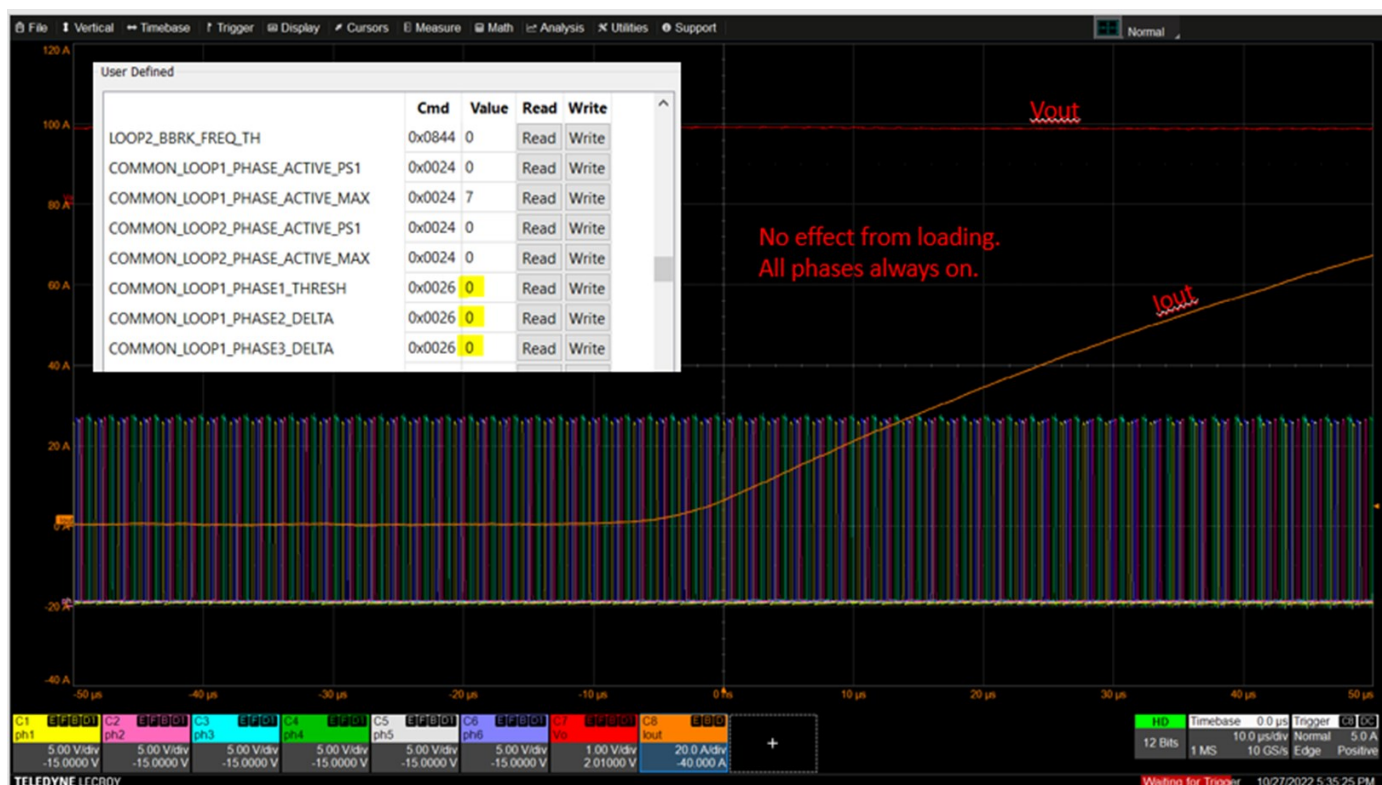 File Vertical Timebase Trigger Display Cursors Measure Math Analysis Utilities Support Normal
120 A
100 A
80 A
60 A
40 A
20 A
0 A
-20 A
-40 A
User Defined
Cmd Value Read Write
LOOP2_BBRK_FREQ_TH 0x0844 0 Read Write
COMMON_LOOP1_PHASE_ACTIVE_PS1 0x0024 0 Read Write
COMMON_LOOP1_PHASE_ACTIVE_MAX 0x0024 7 Read Write
COMMON_LOOP2_PHASE_ACTIVE_PS1 0x0024 0 Read Write
COMMON_LOOP2_PHASE_ACTIVE_MAX 0x0024 0 Read Write
COMMON_LOOP1_PHASE1_THRESH 0x0026 0 Read Write
COMMON_LOOP1_PHASE2_DELTA 0x0026 0 Read Write
COMMON_LOOP1_PHASE3_DELTA 0x0026 0 Read Write
Vout
No effect from loading.
All phases always on.
Iout
-50 µs -40 µs -30 µs -20 µs -10 µs 0 ns 10 µs 20 µs 30 µs 40 µs 50 µs
C1 ph1 5.00 V/div -15.0000 V
C2 ph2 5.00 V/div -15.0000 V
C3 ph3 5.00 V/div -15.0000 V
C4 ph4 5.00 V/div -15.0000 V
C5 ph5 5.00 V/div -15.0000 V
C6 ph6 5.00 V/div -15.0000 V
C7 Vo 1.00 V/div 2.01000 V
C8 Iout 20.0 A/div -40.000 A
+
HD
12 Bits
Timebase 0.0 µs
10.0 µs/div
1 MS 10 GS/s
Trigger C8 DC
Normal 5.0 A
Edge Positive
TELEDYNE LECROY
Waiting for Trigger 10/27/2022 5:35:25 PM